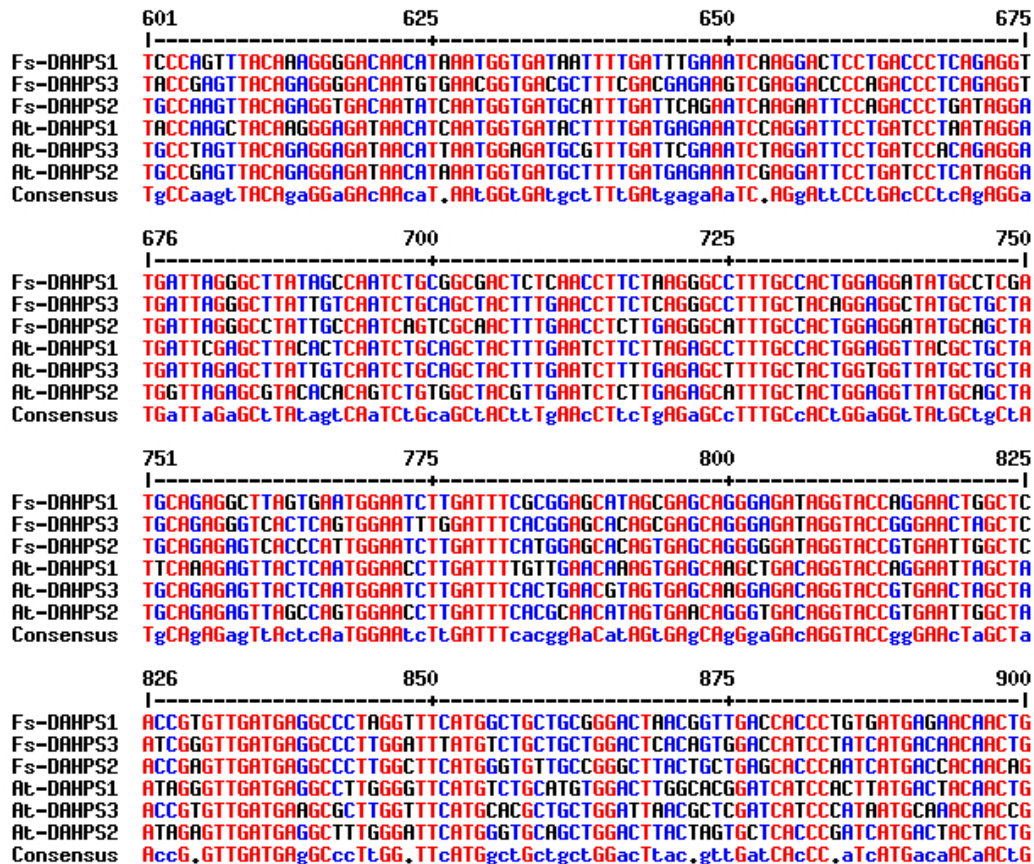 601 625 650 675
|-----------------------+------------------------+------------------------|
Fs-DAHPS1 TCCCAGTTTACAAAGGGGACAACATAAATGGTGATAATTTTGATTTGAAATCAAGGACTCCTGACCCTCAGAGGT
Fs-DAHPS3 TACCGAGTTACAGAGGGGACAATGTGAACGGTGACGCTTTCGACGAGAAGTCGAGGACCCCAGACCCTCAGAGGT
Fs-DAHPS2 TGCCAAGTTACAGAGGTGACAATATCAATGGTGATGCATTTGATTCAGAATCAAGAATTCCAGACCCTGATAGGA
At-DAHPS1 TACCAAGCTACAAGGGAGATAACATCAATGGTGATACTTTTGATGAGAAATCCAGGATTCCTGATCCTAATAGGA
At-DAHPS3 TGCCTAGTTACAGAGGAGATAACATTAATGGAGATGCGTTTGATTCGAAATCTAGGATTCCTGATCCACAGAGGA
At-DAHPS2 TGCCGAGTTACAGAGGAGATAACATAAATGGTGATGCTTTTGATGAGAAATCGAGGATTCCTGATCCTCATAGGA
Consensus TgCCaagtTACAgaGGaGAcAAcaT.AAtGGtGAtgctTTtGAtgagaAaTC.AGgAttCCtGAcCCtcAgAGGa
676 700 725 750
|-----------------------+------------------------+------------------------|
Fs-DAHPS1 TGATTAGGGCTTATAGCCAATCTGCGGCGACTCTCAACCTTCTAAGGGCCTTTGCCACTGGAGGATATGCCTCGA
Fs-DAHPS3 TGATTAGGGCTTATTGTCAATCTGCAGCTACTTTGAACCTTCTCAGGGCCTTTGCTACAGGAGGCTATGCTGCTA
Fs-DAHPS2 TGATTAGGGCCTATTGCCAATCAGTCGCAACTTTGAACCTCTTGAGGGCATTTGCCACTGGAGGATATGCAGCTA
At-DAHPS1 TGATTCGAGCTTACACTCAATCTGCAGCTACTTTGAATCTTCTTAGAGCCTTTGCCACTGGAGGTTACGCTGCTA
At-DAHPS3 TGATTAGAGCTTATTGTCAATCTGCAGCTACTTTGAATCTTTTGAGAGCTTTTGCTACTGGTGGTTATGCTGCTA
At-DAHPS2 TGGTTAGAGCGTACACACAGTCTGTGGCTACGTTGAATCTCTTGAGAGCATTTGCTACTGGAGGTTATGCAGCTA
Consensus TGaTTaGaGCtTAtagtCAaTCtGcaGCtACttTgAAcCTtcTgAGaGCcTTTGCcACtGGaGGtTAtGCtgCtA
751 775 800 825
|-----------------------+------------------------+------------------------|
Fs-DAHPS1 TGCAGAGGCTTAGTGAATGGAATCTTGATTTCGCGGAGCATAGCGAGCAGGGAGATAGGTACCAGGAACTGGCTC
Fs-DAHPS3 TGCAGAGGGTCACTCAGTGGAATTTGGATTTCACGGAGCACAGCGAGCAGGGAGATAGGTACCGGGAACTGGCTC
Fs-DAHPS2 TGCAGAGAGTCACCCATTGGAATCTTGATTTCATGGAGCACAGTGAGCAGGGGGATAGGTACCGTGAATTGGCTC
At-DAHPS1 TTCAAAGAGTTACTCAATGGAACCTTGATTTTGTTGAACAAAGTGAGCAAGCTGACAGGTACCAGGAATTAGCTA
At-DAHPS3 TGCAGAGAGTTACTCAATGGAATCTTGATTTCACTGAACGTAGTGAGCAAGGAGACAGGTACCGTGAACTAGCTA
At-DAHPS2 TGCAGAGAGTTAGCCAGTGGAACCTTGATTTCACGCAACATAGTGAACAGGGTGACAGGTACCGTGAATTGGCTA
Consensus TgCAgAGagTtActcAaTGGAAtcTtGATTTcacggAaCatAGtGAgCAgGgaGAcAGGTACCggGAAcTaGCTa
826 850 875 900
|-----------------------+------------------------+------------------------|
Fs-DAHPS1 ACCGTGTTGATGAGGCCCTAGGTTTCATGGCTGCTGCGGGACTAACGGTTGACCACCCTGTGATGAGAACAACTG
Fs-DAHPS3 ATCGGGTTGATGAGGCCCTTGGATTTATGTCTGCTGCTGGACTCACAGTGGACCATCCTATCATGACAACAACTG
Fs-DAHPS2 ACCGAGTTGATGAGGCCCTTGGCTTCATGGGTGTTGCCGGGCTTACTGCTGAGCACCCAATCATGACCACAACAG
At-DAHPS1 ATAGGGTTGATGAGGCCTTGGGGTTCATGTCTGCATGTGGACTTGGCACGGATCATCCACTTATGACTACAACTG
At-DAHPS3 ACCGTGTTGATGAAGCGCTTGGTTTCATGCACGCTGCTGGATTAACGCTCGATCATCCCATAATGCAAACAACCG
At-DAHPS2 ATAGAGTTGATGAGGCTTTGGGATTCATGGGTGCAGCTGGACTTACTAGTGCTCACCCGATCATGACTACTACTG
Consensus AccG.GTTGATGAgGCccTtGG.TTcATGgctGctgctGGacTtac.gttGatCAcCC.atcATGacaACaACtG